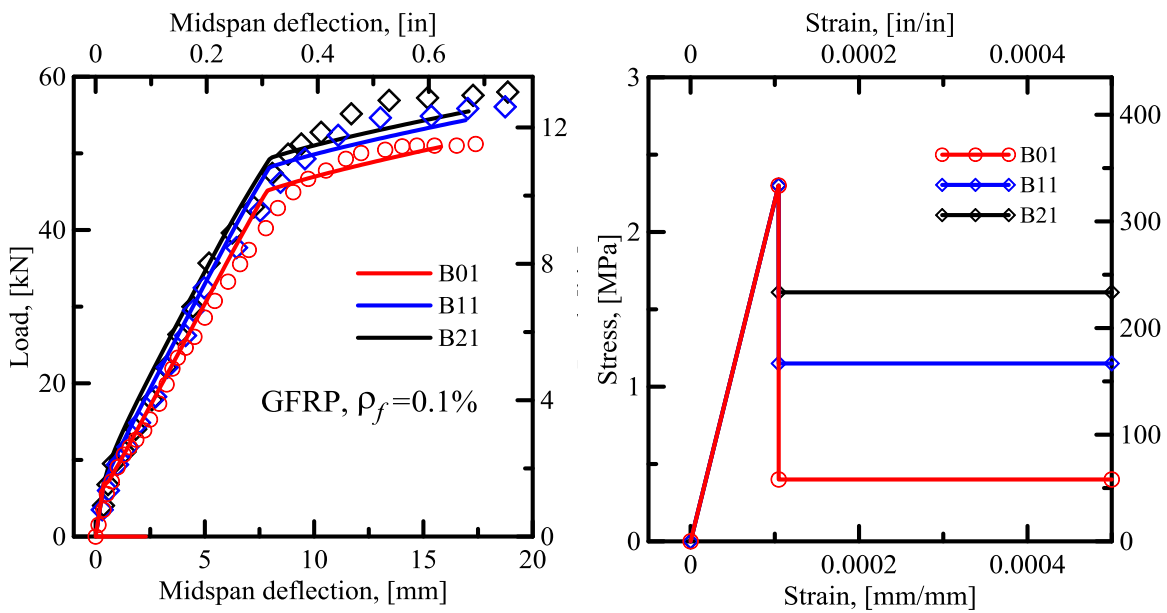 Midspan deflection, [in]
0 0.2 0.4 0.6
60
40
20
0
Load, [kN]
12
8
4
0
B01
B11
B21
GFRP, ρf=0.1%
0 5 10 15 20
Midspan deflection, [mm]
Strain, [in/in]
0 0.0002 0.0004
3
2
1
0
Stress, [MPa]
400
300
200
100
0
B01
B11
B21
0 0.0002 0.0004
Strain, [mm/mm]